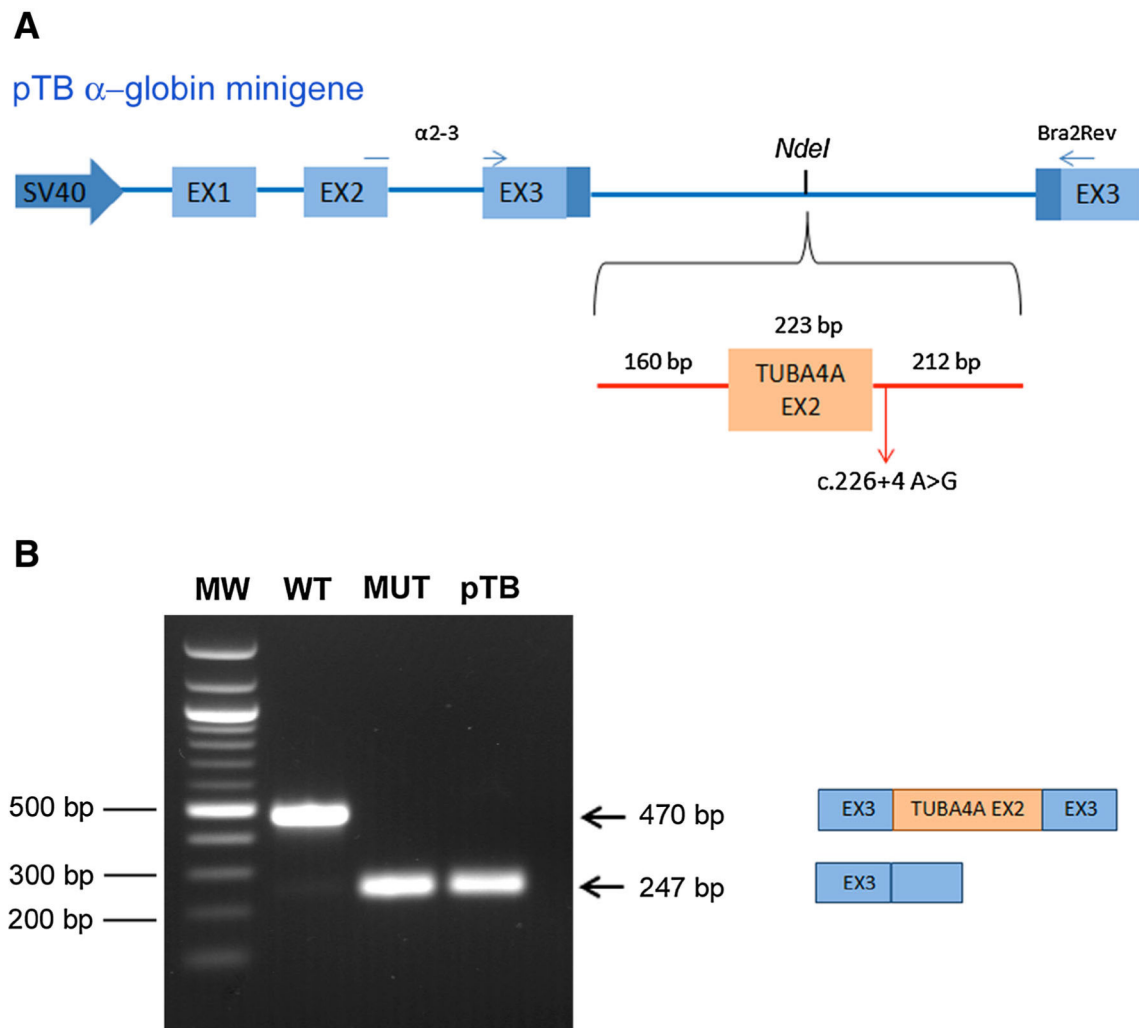 A
pTB α–globin minigene
α2-3
NdeI
Bra2Rev
SV40
EX1
EX2
EX3
EX3
223 bp
160 bp
TUBA4A
EX2
212 bp
c.226+4 A>G
B
MW WT MUT pTB
500 bp
300 bp
200 bp
470 bp
247 bp
EX3 TUBA4A EX2 EX3
EX3